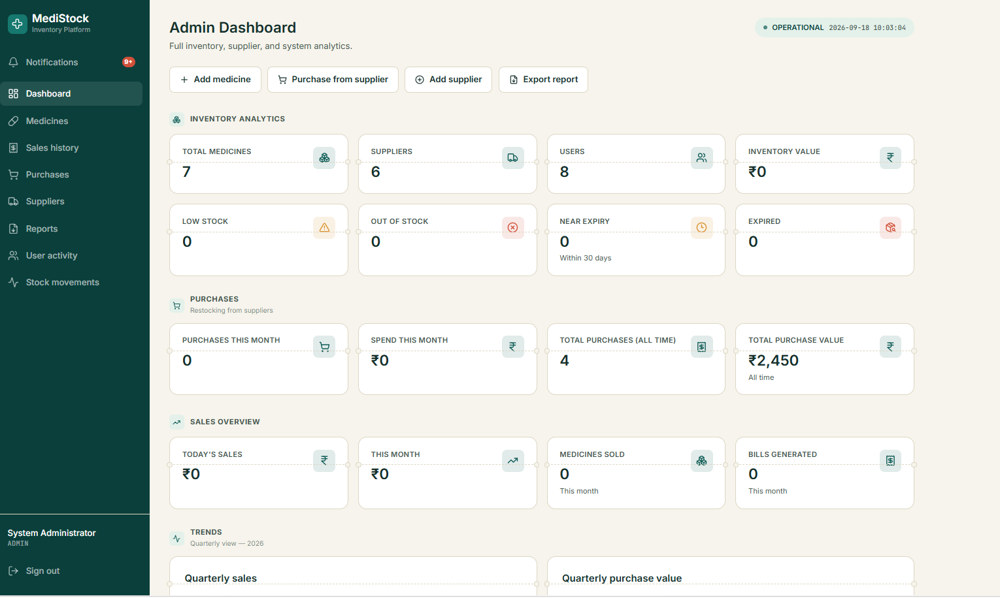 MediStock
Inventory Platform
Notifications 9+
Dashboard
Medicines
Sales history
Purchases
Suppliers
Reports
User activity
Stock movements
System Administrator
ADMIN
Sign out
Admin Dashboard
OPERATIONAL 2026-09-18 10:03:04
Full inventory, supplier, and system analytics.
Add medicine Purchase from supplier Add supplier Export report
INVENTORY ANALYTICS
TOTAL MEDICINES SUPPLIERS USERS INVENTORY VALUE
7 6 8 ₹0
LOW STOCK OUT OF STOCK NEAR EXPIRY EXPIRED
0 0 0 0
Within 30 days
PURCHASES
Restocking from suppliers
PURCHASES THIS MONTH SPEND THIS MONTH TOTAL PURCHASES (ALL TIME) TOTAL PURCHASE VALUE
0 ₹0 4 ₹2,450
All time
SALES OVERVIEW
TODAY'S SALES THIS MONTH MEDICINES SOLD BILLS GENERATED
₹0 ₹0 0 0
This month This month
TRENDS
Quarterly view — 2026
Quarterly sales Quarterly purchase value